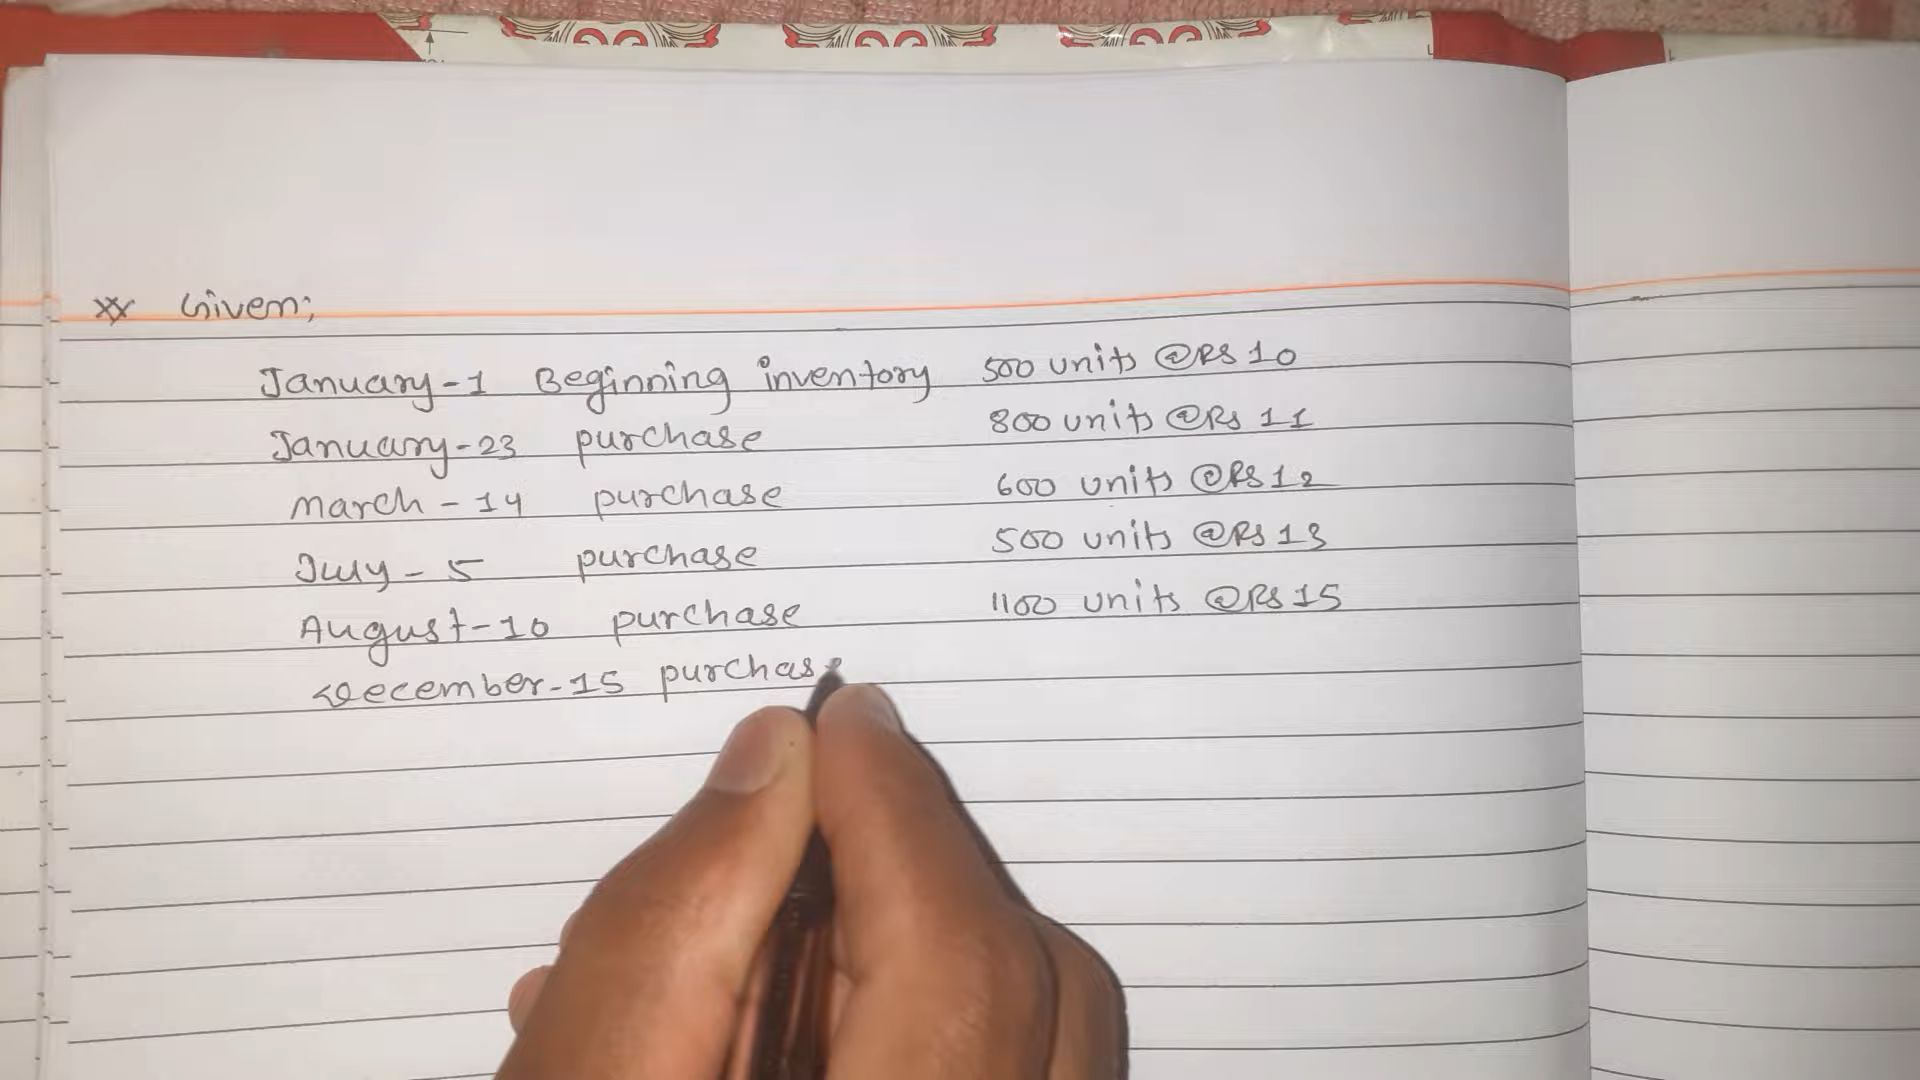 xx Given;
January-1 Beginning inventory 500 units @Rs 10
January-23 purchase 800 units @Rs 11
March - 14 purchase 600 units @Rs 12
July - 5 purchase 500 units @Rs 13
August-10 purchase 1100 units @Rs 15
December-15 purchase